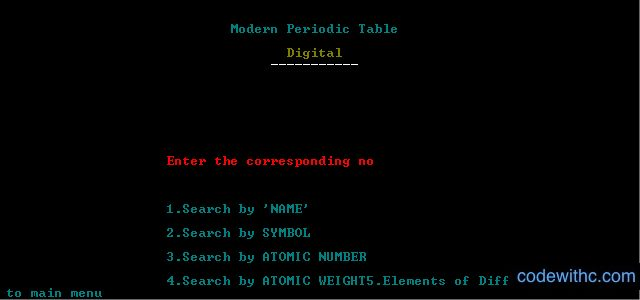 Modern Periodic Table
Digital
Enter the corresponding no
1.Search by 'NAME'
2.Search by SYMBOL
3.Search by ATOMIC NUMBER
4.Search by ATOMIC WEIGHT5.Elements of Diff
codewithc.com
to main menu